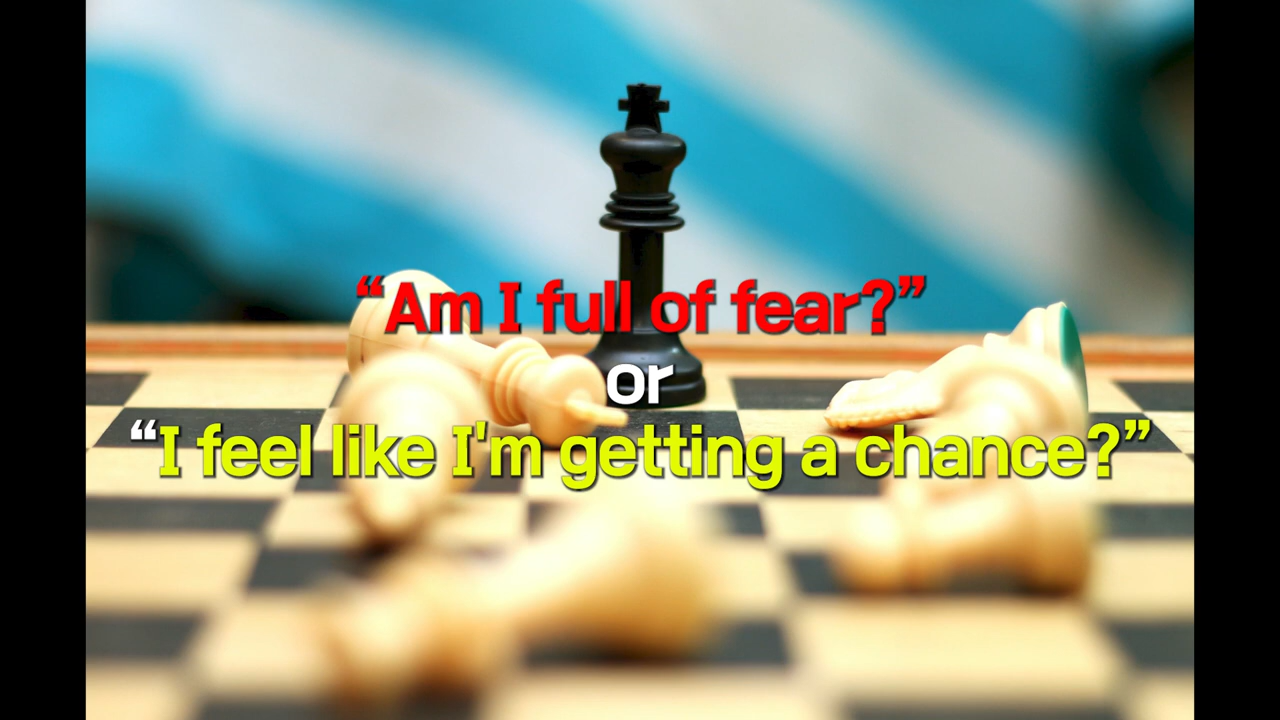 “Am I full of fear?”
or
“I feel like I'm getting a chance?”